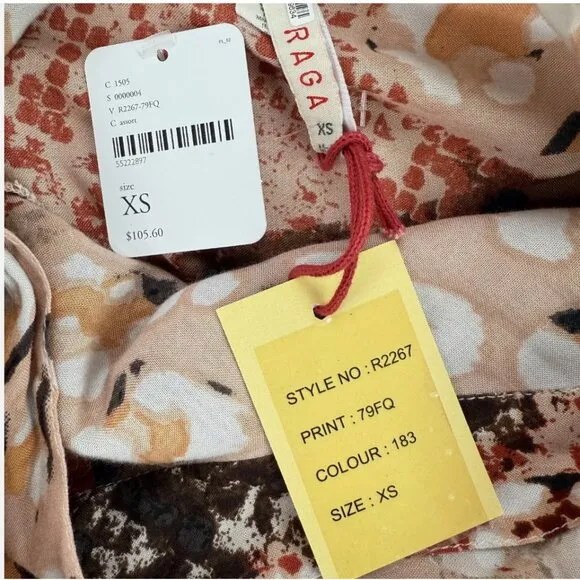 C 1505
S 0000004
V R2267-79FQ
C assort
55222897
size
XS
$105.60
RAGA
XS
STYLE NO : R2267
PRINT : 79FQ
COLOUR : 183
SIZE : XS